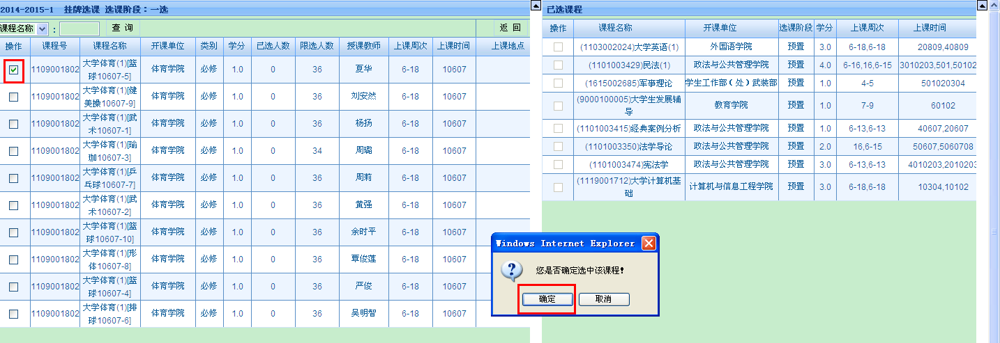 2014-2015-1 挂牌选课 选课阶段：一选
课程名称 : 查 询 返 回
操作 课程号 课程名称 开课单位 类别 学分 已选人数 限选人数 授课教师 上课周次 上课时间 上课地点
1109001802 大学体育(1)[篮球10607-5] 体育学院 必修 1.0 0 36 夏华 6-18 10607
1109001802 大学体育(1)[健美操10607-9] 体育学院 必修 1.0 0 36 刘安然 6-18 10607
1109001802 大学体育(1)[武术10607-1] 体育学院 必修 1.0 0 36 杨扬 6-18 10607
1109001802 大学体育(1)[瑜珈10607-3] 体育学院 必修 1.0 0 34 周璐 6-18 10607
1109001802 大学体育(1)[乒乓球10607-7] 体育学院 必修 1.0 0 36 周莉 6-18 10607
1109001802 大学体育(1)[武术10607-2] 体育学院 必修 1.0 0 36 黄强 6-18 10607
1109001802 大学体育(1)[篮球10607-10] 体育学院 必修 1.0 0 36 余时平 6-18 10607
1109001802 大学体育(1)[形体10607-8] 体育学院 必修 1.0 0 36 覃俊蓬 6-18 10607
1109001802 大学体育(1)[篮球10607-4] 体育学院 必修 1.0 0 36 严俊 6-18 10607
1109001802 大学体育(1)[排球10607-6] 体育学院 必修 1.0 0 36 吴明智 6-18 10607
已选课程
操作 课程名称 开课单位 选课阶段 学分 上课周次 上课时间
(1103002024)大学英语(1) 外国语学院 预置 3.0 6-18,6-18 20809,40809
(1101003429)民法(1) 政法与公共管理学院 预置 4.0 6-16,16,6-15 3010203,501,50102
(1615002685)军事理论 学生工作部（处）武装部 预置 1.0 4-5 501020304
(9000100005)大学生发展辅导 教育学院 预置 1.0 7-9 60102
(1101003415)经典案例分析 政法与公共管理学院 预置 1.0 6-13,6-13 40607,20607
(1101003350)法学导论 政法与公共管理学院 预置 2.0 16,6-15 50607,5060708
(1101003474)宪法学 政法与公共管理学院 预置 3.0 6-13,6-13 4010203,2010203
(1119001712)大学计算机基础 计算机与信息工程学院 预置 3.0 6-18,6-18 10304,10102
Windows Internet Explorer
您是否确定选中该课程!
确定 取消